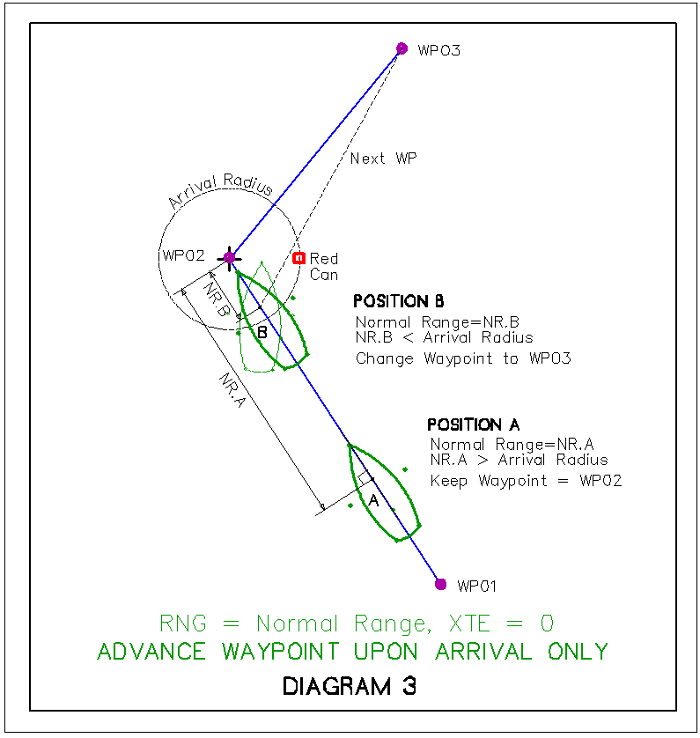 WP03
Next WP
Arrival Radius
WP02
Red
Can
NR.B
B
POSITION B
Normal Range=NR.B
NR.B < Arrival Radius
Change Waypoint to WP03
NR.A
POSITION A
Normal Range=NR.A
NR.A > Arrival Radius
Keep Waypoint = WP02
A
WP01
RNG = Normal Range, XTE = 0
ADVANCE WAYPOINT UPON ARRIVAL ONLY
DIAGRAM 3